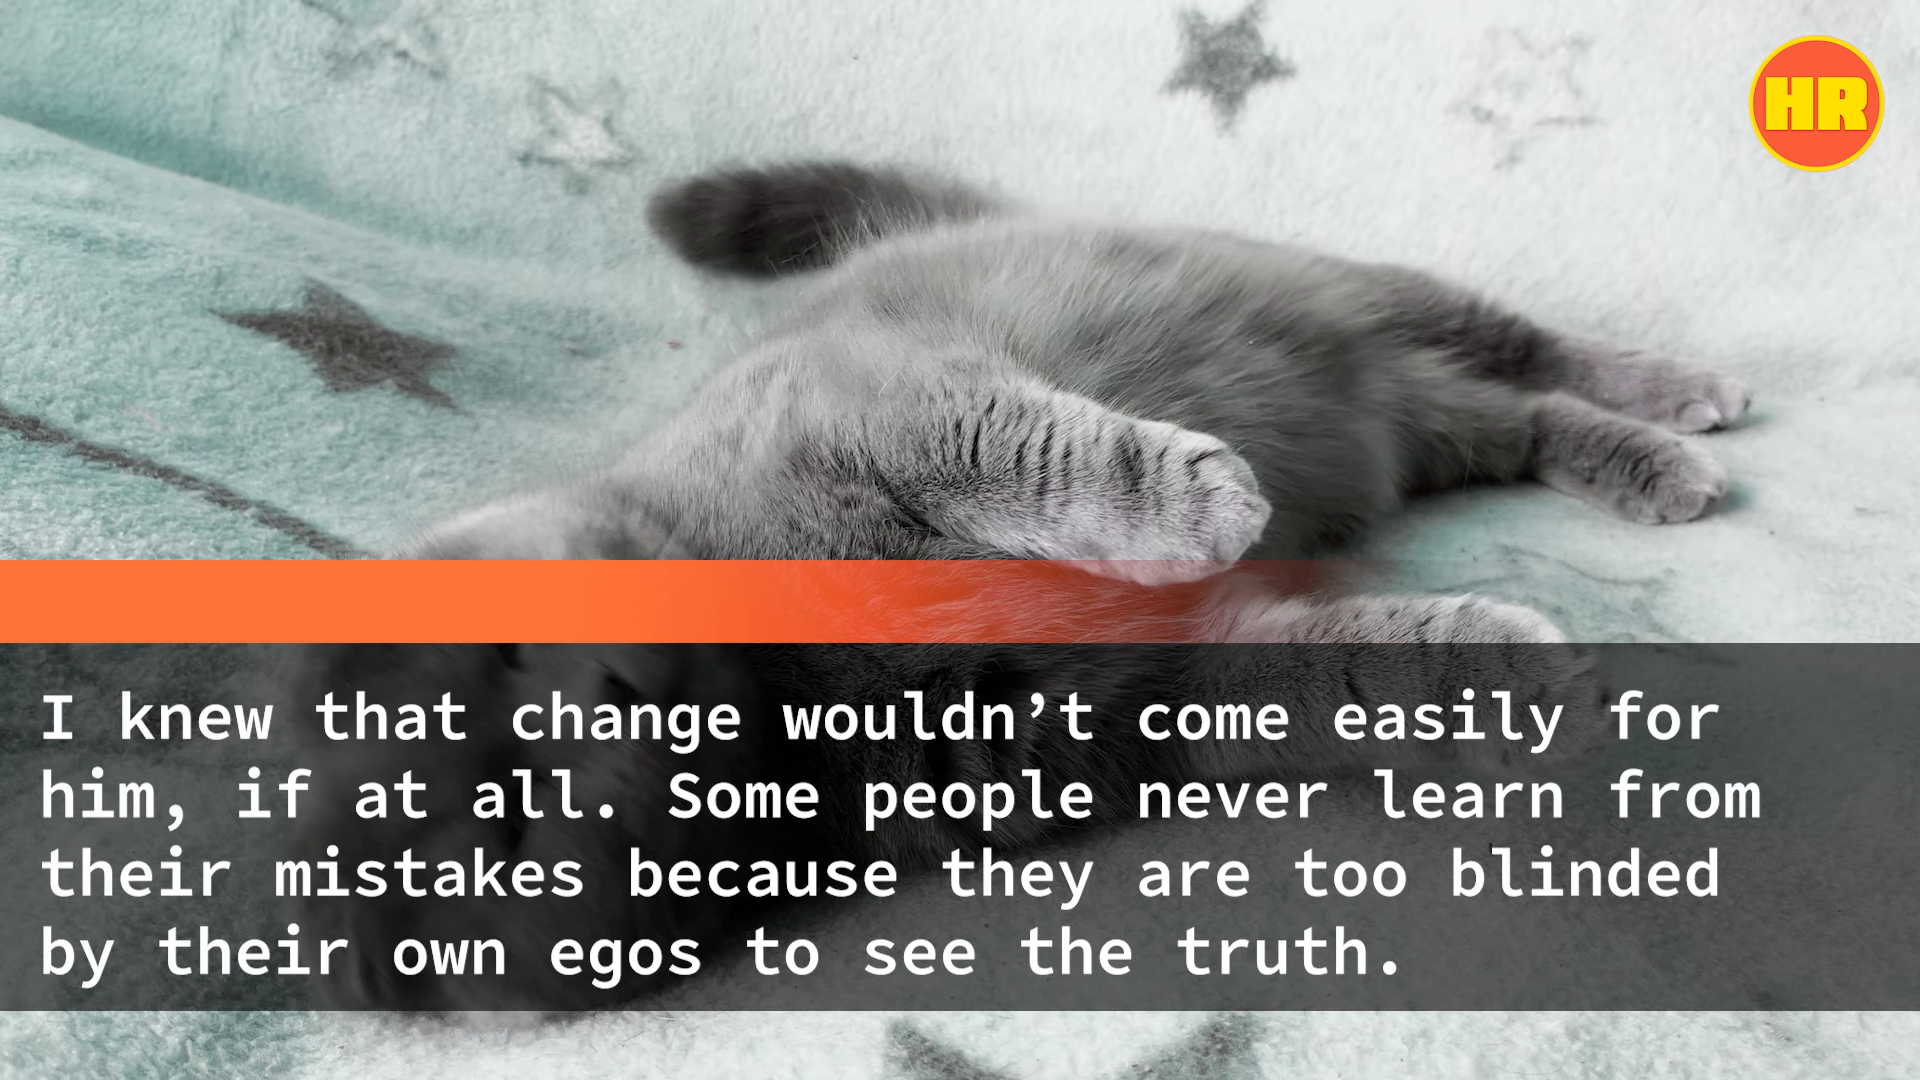 HR
I knew that change wouldn’t come easily for
him, if at all. Some people never learn from
their mistakes because they are too blinded
by their own egos to see the truth.